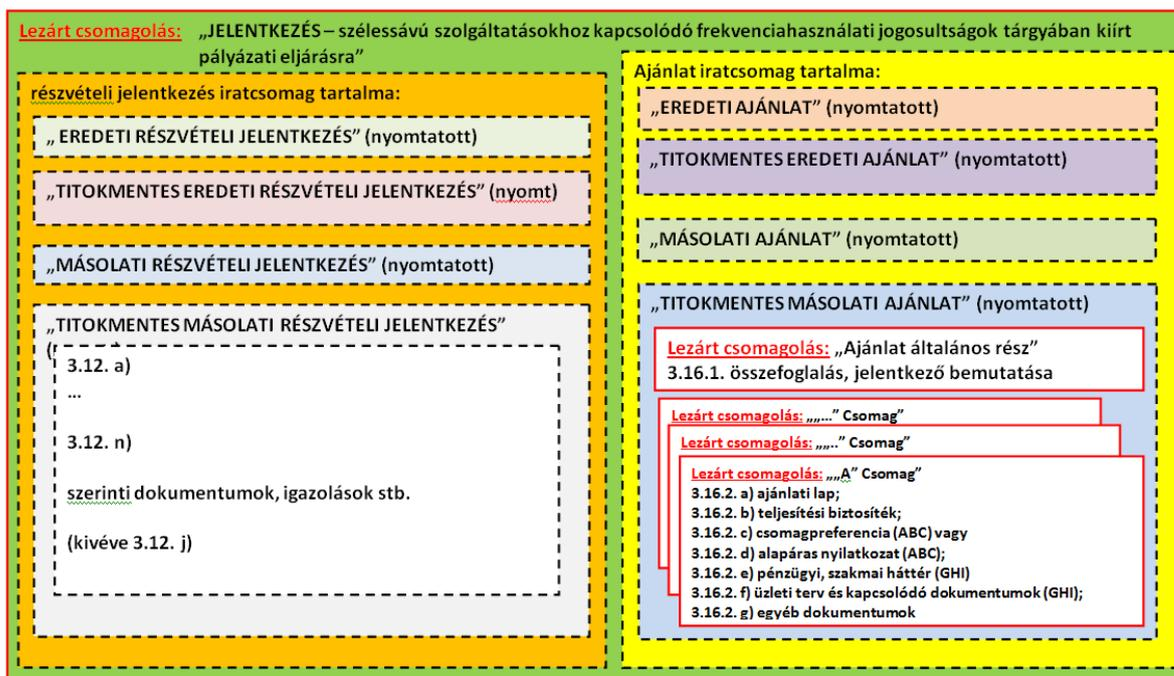 Lezárt csomagolás: „JELENTKEZÉS – szélessávú szolgáltatásokhoz kapcsolódó frekvenciahasználati jogosultságok tárgyában kiírt
pályázati eljárásra”
részvételi jelentkezés iratcsomag tartalma:
„ EREDETI RÉSZVÉTELI JELENTKEZÉS” (nyomtatott)
„TITOKMENTES EREDETI RÉSZVÉTELI JELENTKEZÉS” (nyomt)
„MÁSOLATI RÉSZVÉTELI JELENTKEZÉS” (nyomtatott)
„TITOKMENTES MÁSOLATI RÉSZVÉTELI JELENTKEZÉS”
3.12. a)
...
3.12. n)
szerinti dokumentumok, igazolások stb.
(kivéve 3.12. j)
Ajánlat iratcsomag tartalma:
„EREDETI AJÁNLAT” (nyomtatott)
„TITOKMENTES EREDETI AJÁNLAT” (nyomtatott)
„MÁSOLATI AJÁNLAT” (nyomtatott)
„TITOKMENTES MÁSOLATI AJÁNLAT” (nyomtatott)
Lezárt csomagolás: „Ajánlat általános rész”
3.16.1. összefoglalás, jelentkező bemutatása
Lezárt csomagolás: „„...” Csomag”
Lezárt csomagolás: „„..” Csomag”
Lezárt csomagolás: „„A” Csomag”
3.16.2. a) ajánlati lap;
3.16.2. b) teljesítési biztosíték;
3.16.2. c) csomagpreferencia (ABC) vagy
3.16.2. d) alapáras nyilatkozat (ABC);
3.16.2. e) pénzügyi, szakmai háttér (GHI)
3.16.2. f) üzleti terv és kapcsolódó dokumentumok (GHI);
3.16.2. g) egyéb dokumentumok